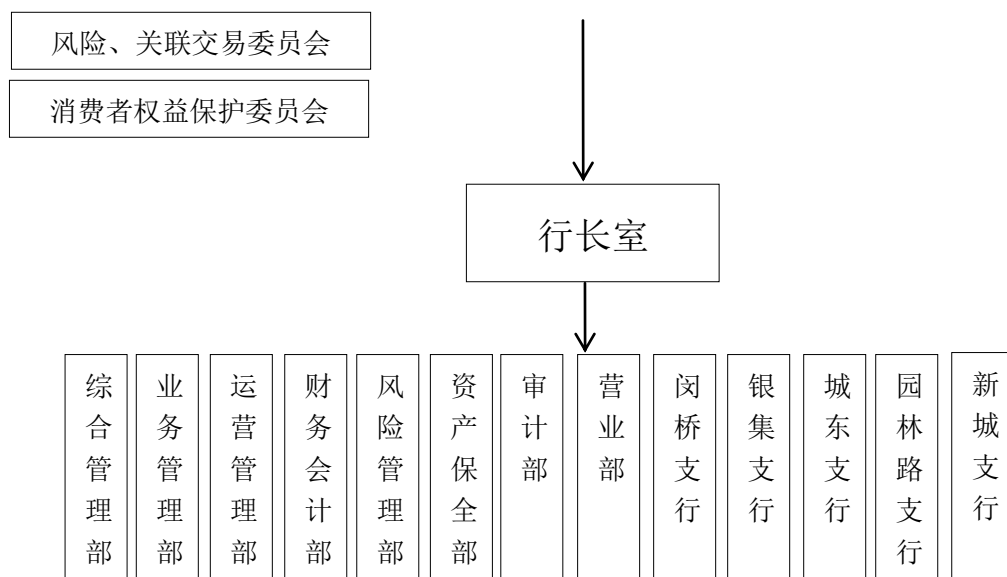 风险、关联交易委员会
消费者权益保护委员会
行长室
综合管理部
业务管理部
运营管理部
财务会计部
风险管理部
资产保全部
审计部
营业部
闵桥支行
银集支行
城东支行
园林路支行
新城支行